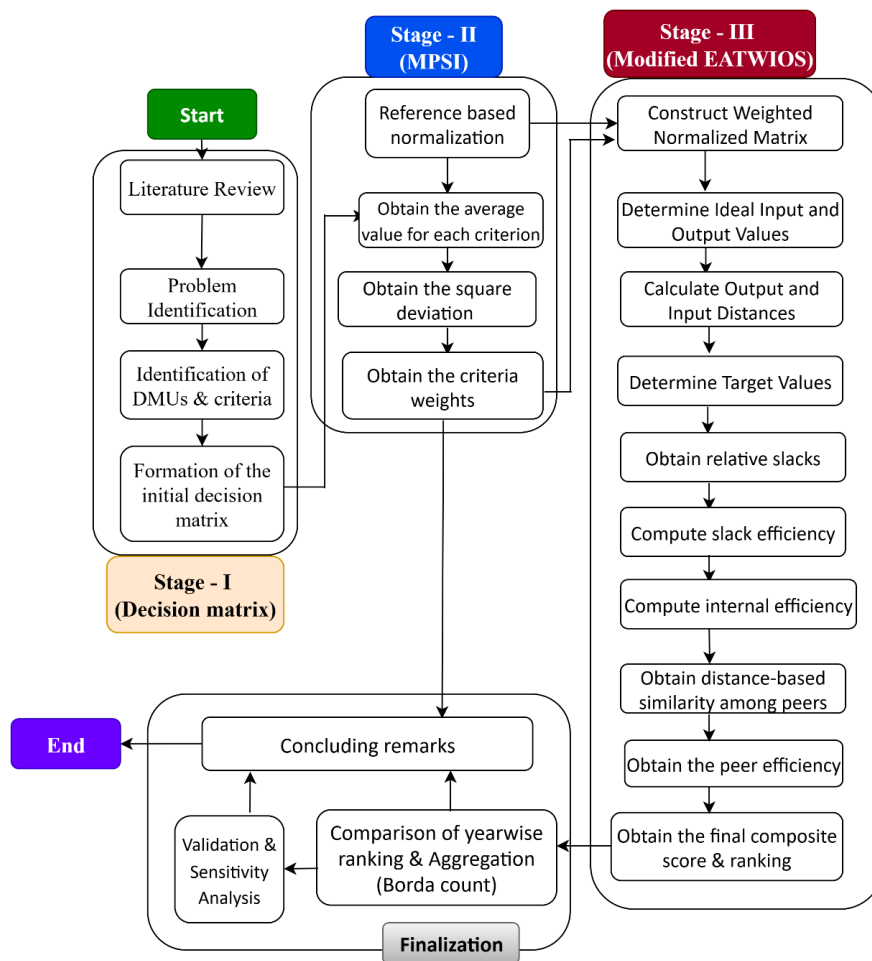 Start
Literature Review
Problem
Identification
Identification of
DMUs & criteria
Formation of the
initial decision
matrix
Stage - I
(Decision matrix)
Stage - II
(MPSI)
Reference based
normalization
Obtain the average
value for each criterion
Obtain the square
deviation
Obtain the criteria
weights
Stage - III
(Modified EATWIOS)
Construct Weighted
Normalized Matrix
Determine Ideal Input and
Output Values
Calculate Output and
Input Distances
Determine Target Values
Obtain relative slacks
Compute slack efficiency
Compute internal efficiency
Obtain distance-based
similarity among peers
Obtain the peer efficiency
Obtain the final composite
score & ranking
Comparison of yearwise
ranking & Aggregation
(Borda count)
Validation &
Sensitivity
Analysis
Concluding remarks
End
Finalization